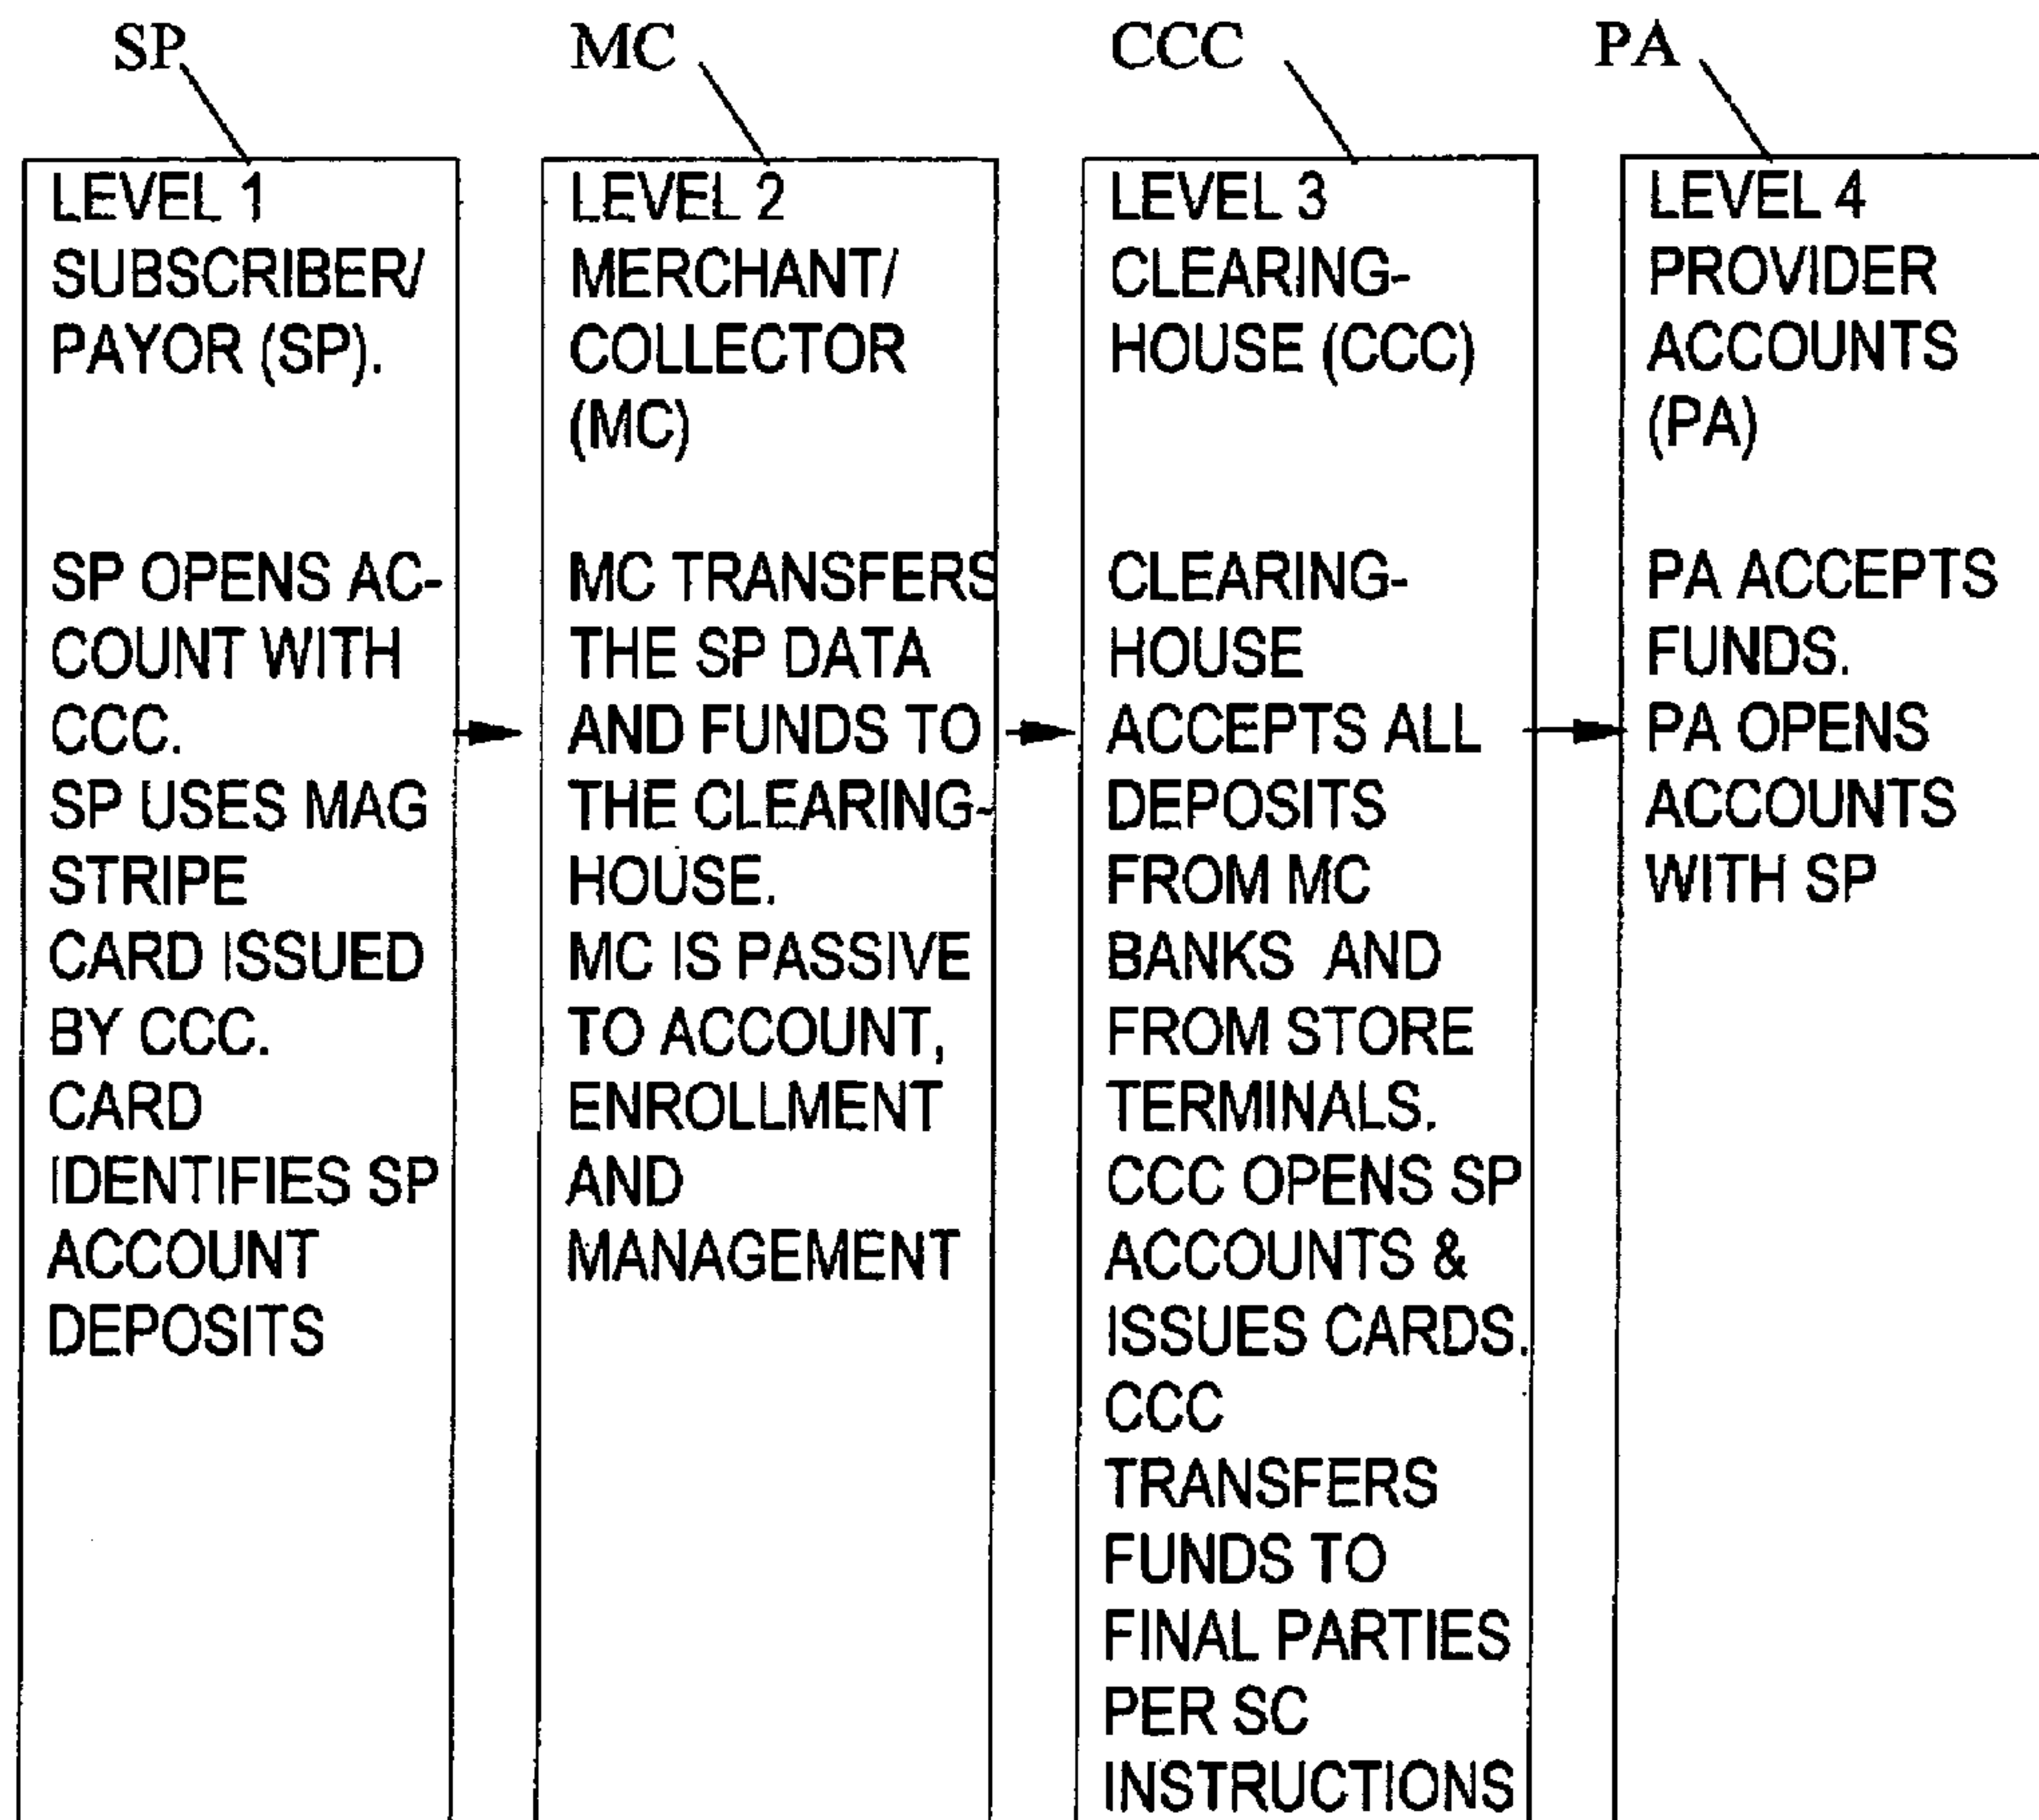 SP
MC
CCC
PA
LEVEL 1
SUBSCRIBER/
PAYOR (SP).
SP OPENS AC-
COUNT WITH
CCC.
SP USES MAG
STRIPE
CARD ISSUED
BY CCC.
CARD
IDENTIFIES SP
ACCOUNT
DEPOSITS
LEVEL 2
MERCHANT/
COLLECTOR
(MC)
MC TRANSFERS
THE SP DATA
AND FUNDS TO
THE CLEARING-
HOUSE.
MC IS PASSIVE
TO ACCOUNT,
ENROLLMENT
AND
MANAGEMENT
LEVEL 3
CLEARING-
HOUSE (CCC)
CLEARING-
HOUSE
ACCEPTS ALL
DEPOSITS
FROM MC
BANKS AND
FROM STORE
TERMINALS.
CCC OPENS SP
ACCOUNTS &
ISSUES CARDS.
CCC
TRANSFERS
FUNDS TO
FINAL PARTIES
PER SC
INSTRUCTIONS
LEVEL 4
PROVIDER
ACCOUNTS
(PA)
PA ACCEPTS
FUNDS.
PA OPENS
ACCOUNTS
WITH SP